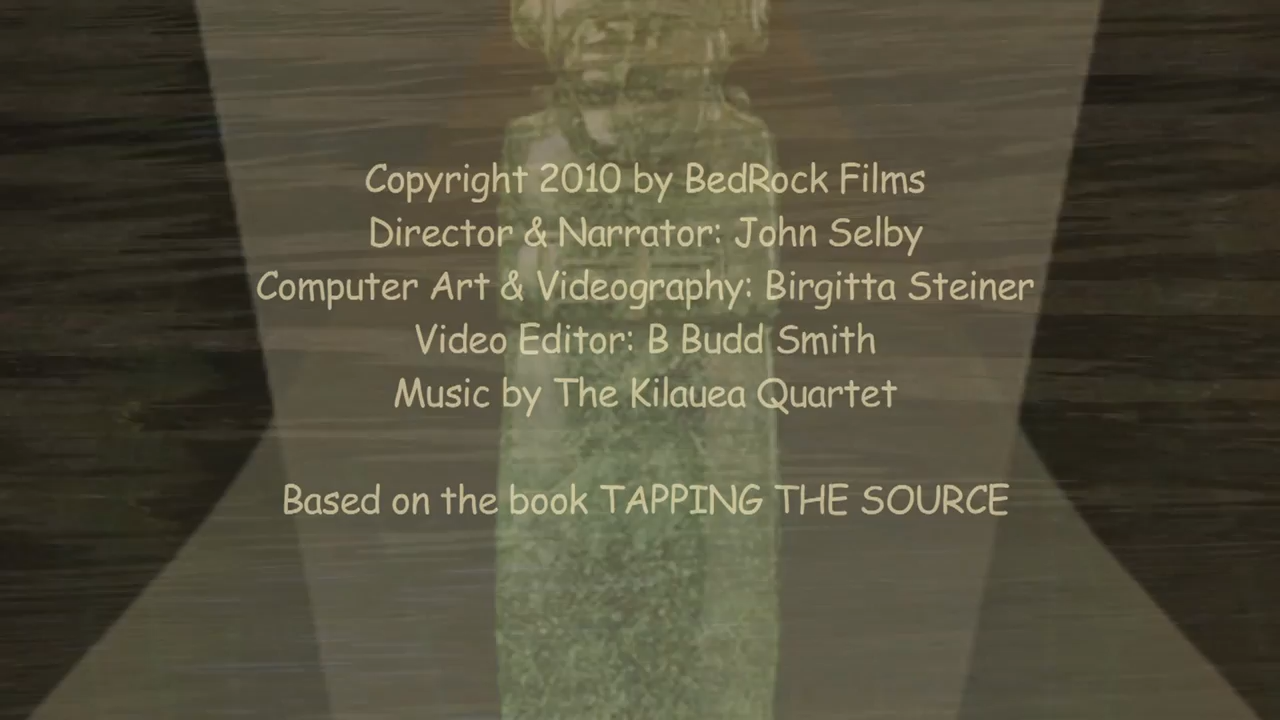 Copyright 2010 by BedRock Films
Director & Narrator: John Selby
Computer Art & Videography: Birgitta Steiner
Video Editor: B Budd Smith
Music by The Kilauea Quartet
Based on the book TAPPING THE SOURCE